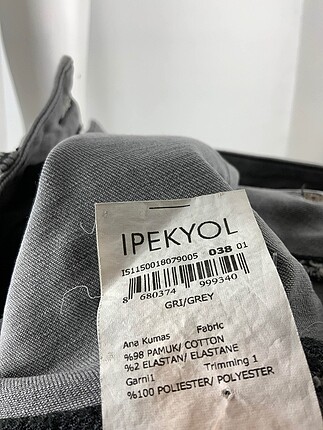 IPEKYOL
IS1150018079005 038 01
8 680374 999340
GRI/GREY
Ana Kumas Fabric
%98 PAMUK/ COTTON
%2 ELASTAN/ ELASTANE
Garni1 Trimming 1
%100 POLIESTER/ POLYESTER